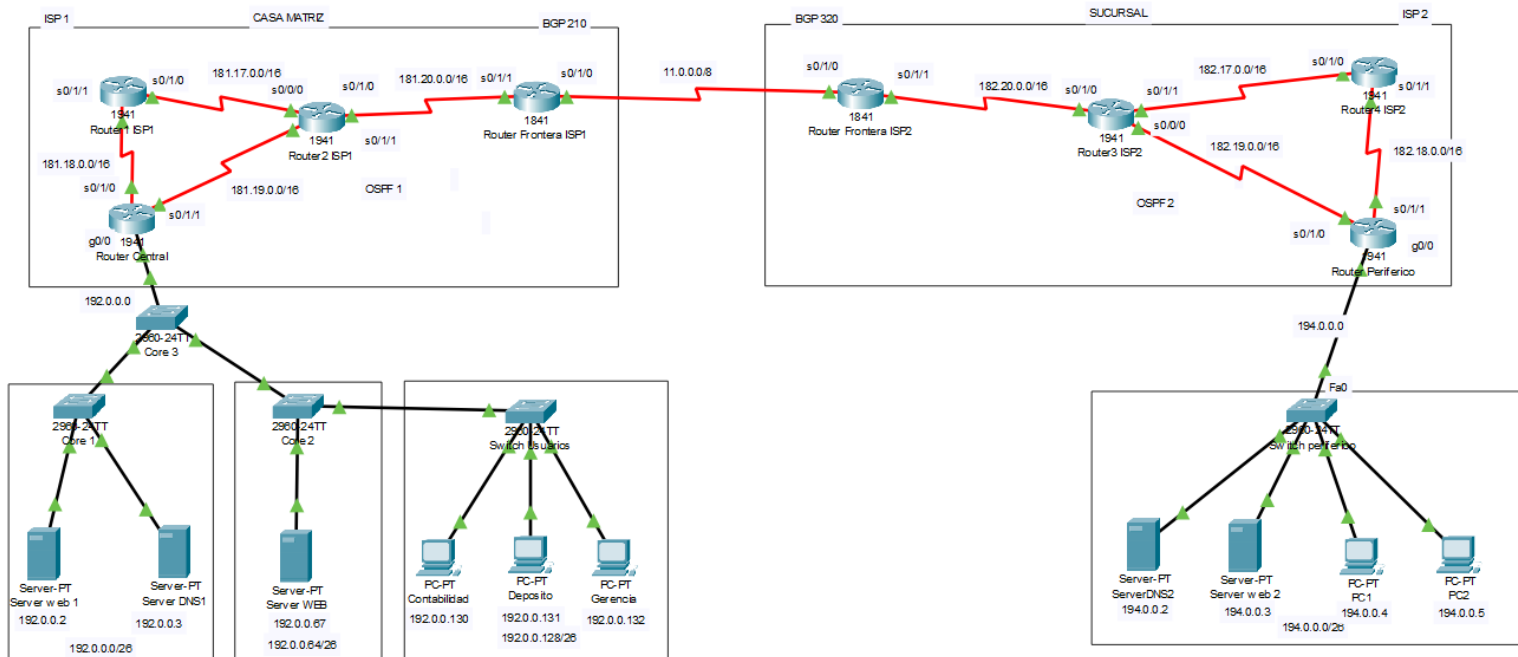 ISP 1
CASA MATRIZ
BGP 210
s0/1/0
181.17.0.0/16
s0/1/1
s0/0/0
s0/1/0
181.20.0.0/16
s0/1/1
s0/1/0
11.0.0.0/8
1941
Router1 ISP1
1941
Router2 ISP1
s0/1/1
1841
Router Frontera ISP1
181.18.0.0/16
181.19.0.0/16
OSPF 1
s0/1/0
s0/1/1
g0/0
1941
Router Central
BGP 320
SUCURSAL
ISP 2
s0/1/0
s0/1/1
182.20.0.0/16
s0/1/0
s0/1/1
182.17.0.0/16
s0/1/0
s0/1/1
1841
Router Frontera ISP2
1941
Router3 ISP2
s0/0/0
1941
Router4 ISP2
182.19.0.0/16
182.18.0.0/16
OSPF 2
s0/1/0
s0/1/1
g0/0
1941
Router Periferico
192.0.0.0
2960-24TT
Core 3
2960-24TT
Core 1
2960-24TT
Core 2
2960-24TT
Switch Usuarios
Server-PT
Server web 1
192.0.0.2
Server-PT
Server DNS1
192.0.0.3
192.0.0.0/26
Server-PT
Server WEB
192.0.0.67
192.0.0.64/26
PC-PT
Contabilidad
192.0.0.130
PC-PT
Deposito
192.0.0.131
192.0.0.128/26
PC-PT
Gerencia
192.0.0.132
194.0.0.0
Fa0
2960-24TT
Switch periferico
Server-PT
ServerDNS2
194.0.0.2
Server-PT
Server web 2
194.0.0.3
PC-PT
PC1
194.0.0.4
PC-PT
PC2
194.0.0.5
194.0.0.0/26